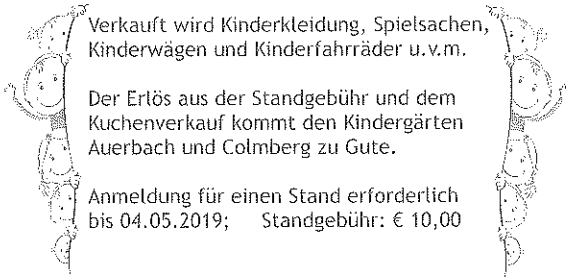 Verkauft wird Kinderkleidung, Spielsachen,
Kinderwägen und Kinderfahrräder u.v.m.
Der Erlös aus der Standgebühr und dem
Kuchenverkauf kommt den Kindergärten
Auerbach und Colmberg zu Gute.
Anmeldung für einen Stand erforderlich
bis 04.05.2019; Standgebühr: € 10,00